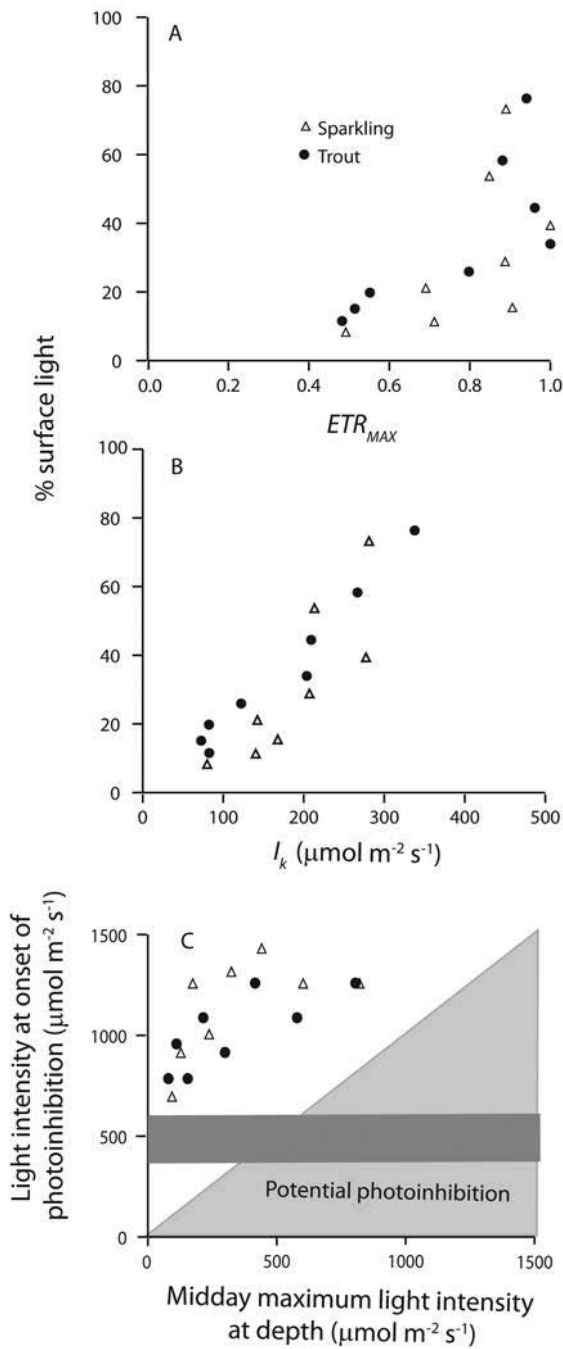 A
△ Sparkling
● Trout
100
80
60
40
20
0
0.0 0.2 0.4 0.6 0.8 1.0
ETR_MAX
% surface light
B
100
80
60
40
20
0
0 100 200 300 400 500
I_k (μmol m⁻² s⁻¹)
C
Light intensity at onset of
photoinhibition (μmol m⁻² s⁻¹)
1500
1000
500
0
Potential photoinhibition
0 500 1000 1500
Midday maximum light intensity
at depth (μmol m⁻² s⁻¹)